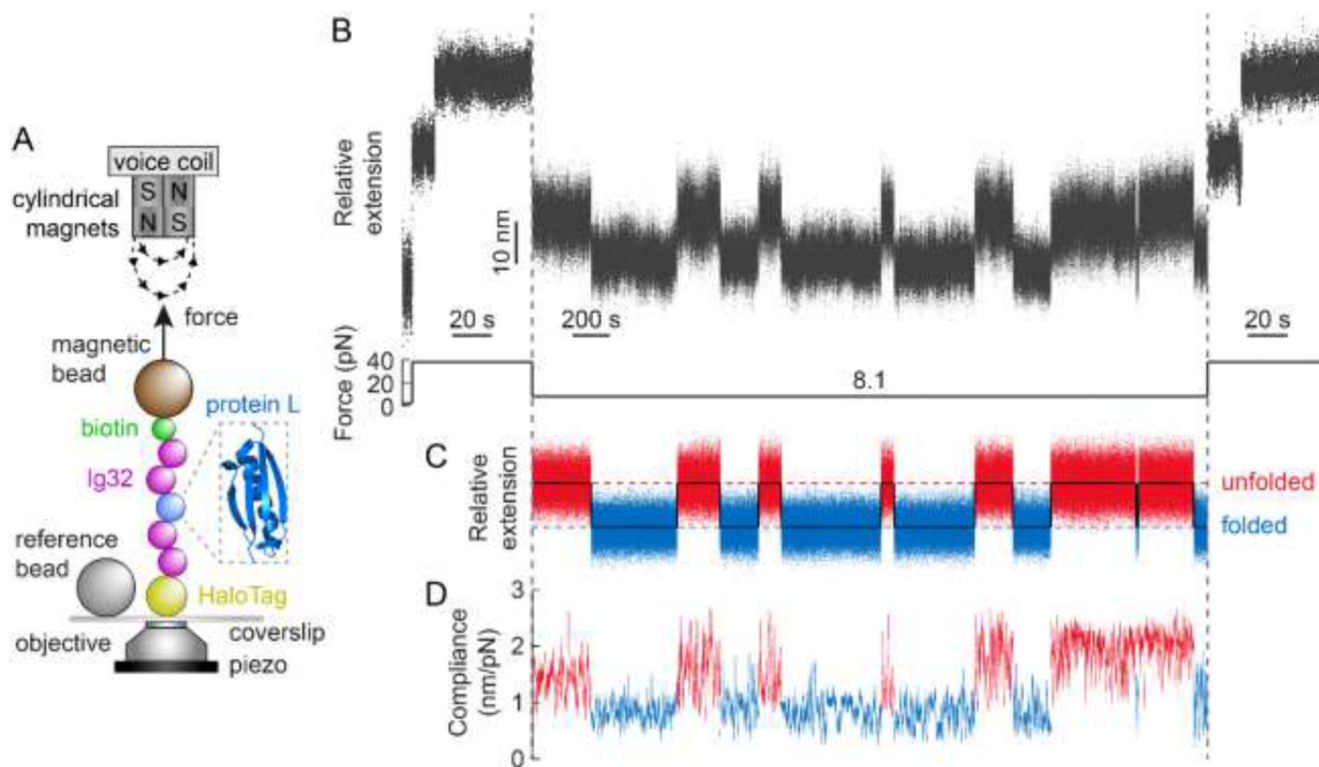 A
voice coil
S N
N S
cylindrical
magnets
force
magnetic
bead
protein L
biotin
Ig32
reference
bead
HaloTag
objective
coverslip
piezo
B
Relative
extension
10 nm
20 s
200 s
20 s
Force (pN)
40
20
0
8.1
C
Relative
extension
unfolded
folded
D
Compliance
(nm/pN)
3
2
1
0